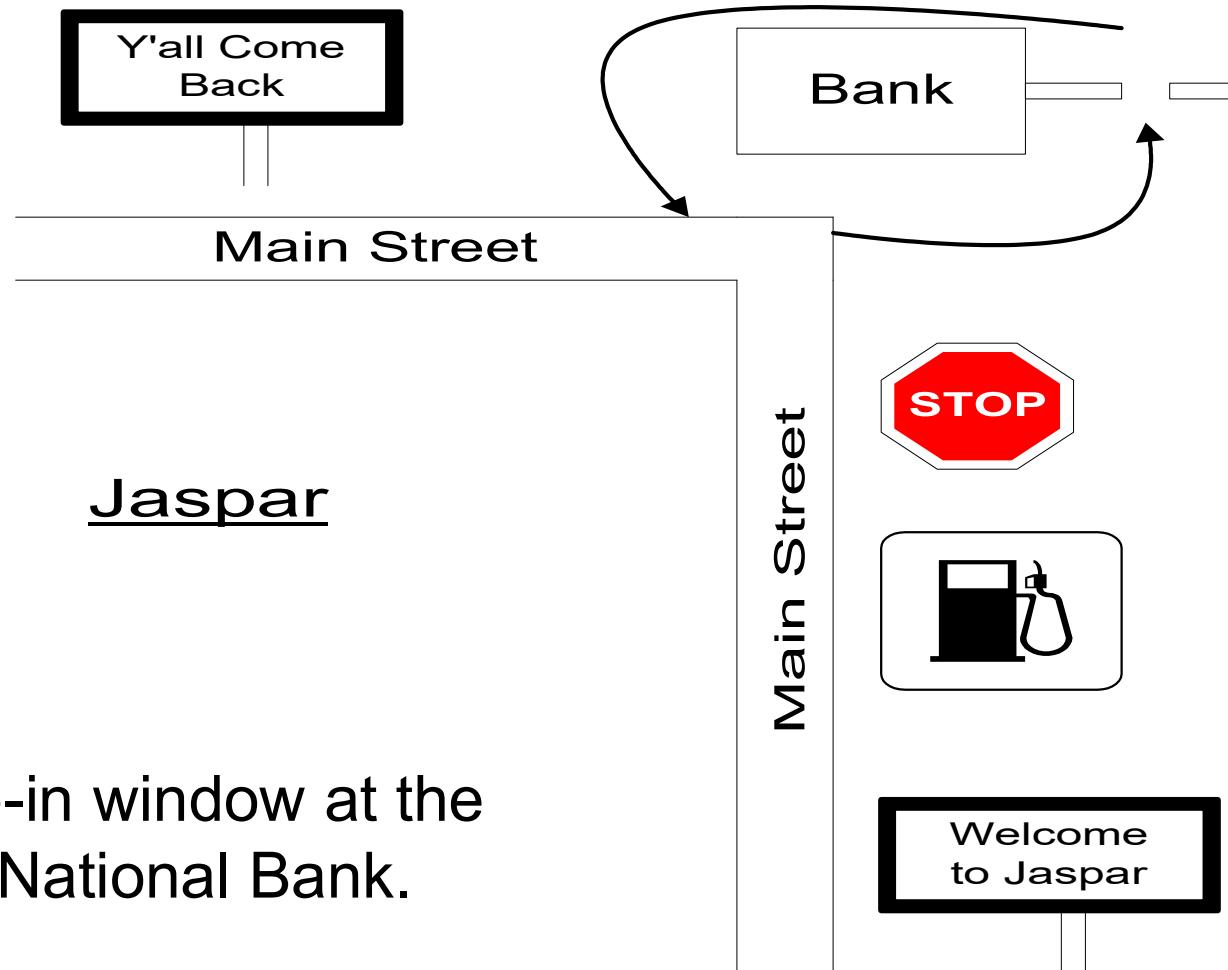 Y'all Come
Back
Bank
Main Street
STOP
Jaspar
Main Street
-in window at the
National Bank.
Welcome
to Jaspar